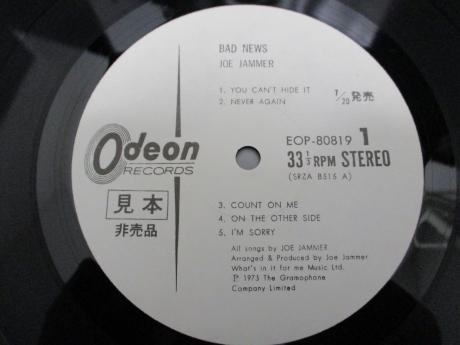 BAD NEWS
JOE JAMMER
1. YOU CAN'T HIDE IT
2. NEVER AGAIN
1/20 発売
Odeon
RECORDS
EOP-80819 1
33 1/3 RPM STEREO
(SRZA B515 A)
見本
非売品
3. COUNT ON ME
4. ON THE OTHER SIDE
5. I'M SORRY
All songs by JOE JAMMER
Arranged & Produced by Joe Jammer
What's in it for me Music Ltd.
Ⓟ 1973 The Gramophone
Company Limited